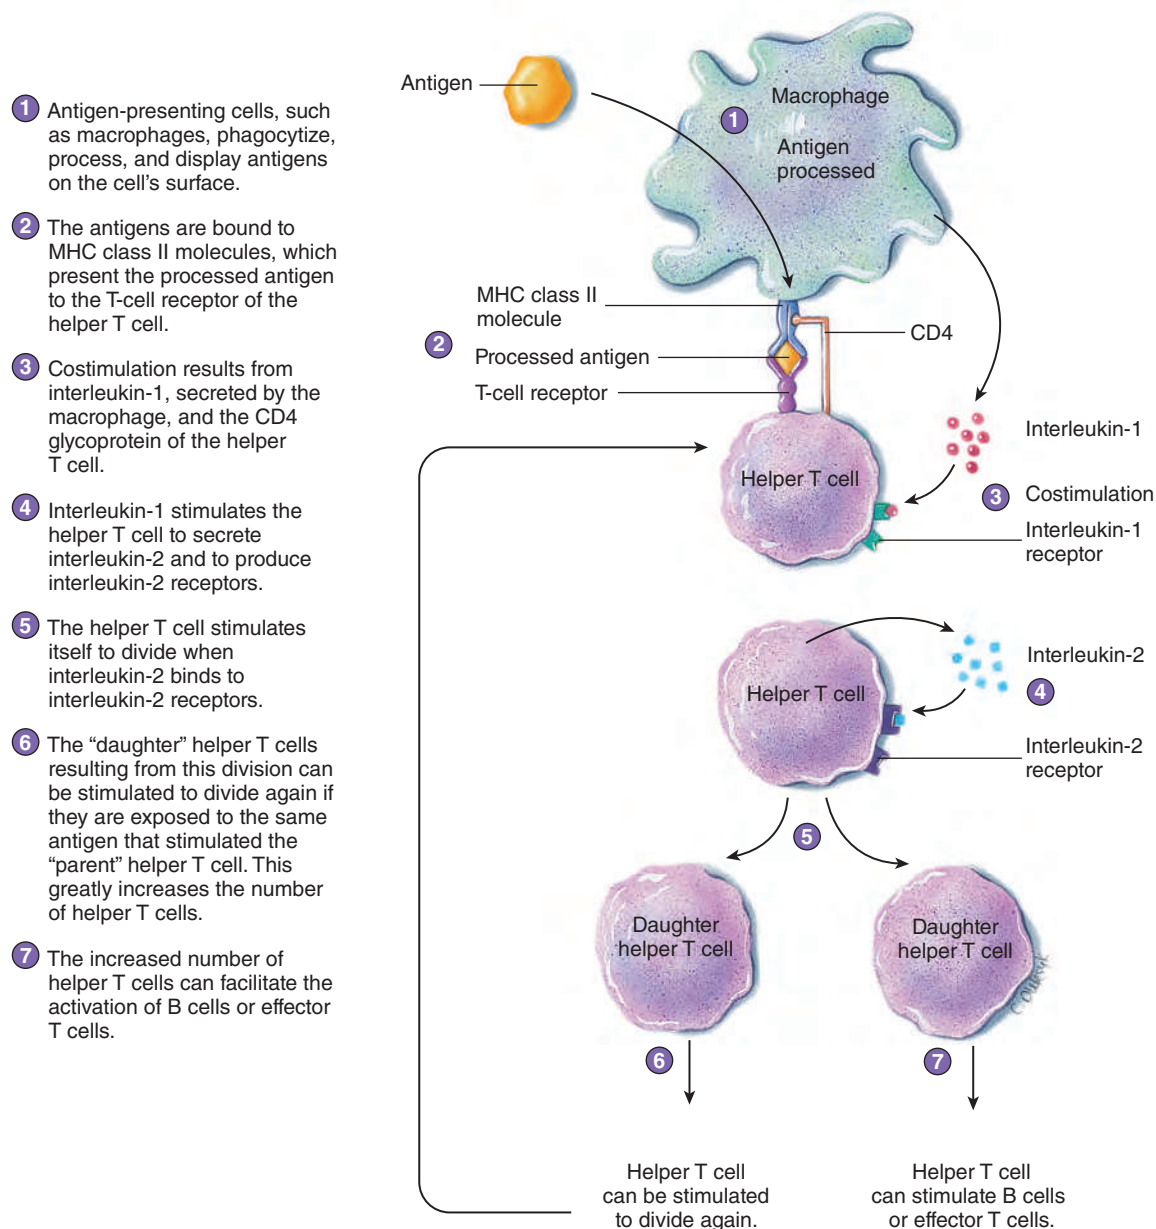 1 Antigen-presenting cells, such
as macrophages, phagocytize,
process, and display antigens
on the cell's surface.
2 The antigens are bound to
MHC class II molecules, which
present the processed antigen
to the T-cell receptor of the
helper T cell.
3 Costimulation results from
interleukin-1, secreted by the
macrophage, and the CD4
glycoprotein of the helper
T cell.
4 Interleukin-1 stimulates the
helper T cell to secrete
interleukin-2 and to produce
interleukin-2 receptors.
5 The helper T cell stimulates
itself to divide when
interleukin-2 binds to
interleukin-2 receptors.
6 The “daughter” helper T cells
resulting from this division can
be stimulated to divide again if
they are exposed to the same
antigen that stimulated the
“parent” helper T cell. This
greatly increases the number
of helper T cells.
7 The increased number of
helper T cells can facilitate the
activation of B cells or effector
T cells.
Antigen
Macrophage
1
Antigen
processed
MHC class II
molecule
CD4
2
Processed antigen
T-cell receptor
Interleukin-1
Helper T cell
3 Costimulation
Interleukin-1
receptor
Interleukin-2
Helper T cell
4
Interleukin-2
receptor
5
Daughter
helper T cell
Daughter
helper T cell
6
7
Helper T cell
can be stimulated
to divide again.
Helper T cell
can stimulate B cells
or effector T cells.